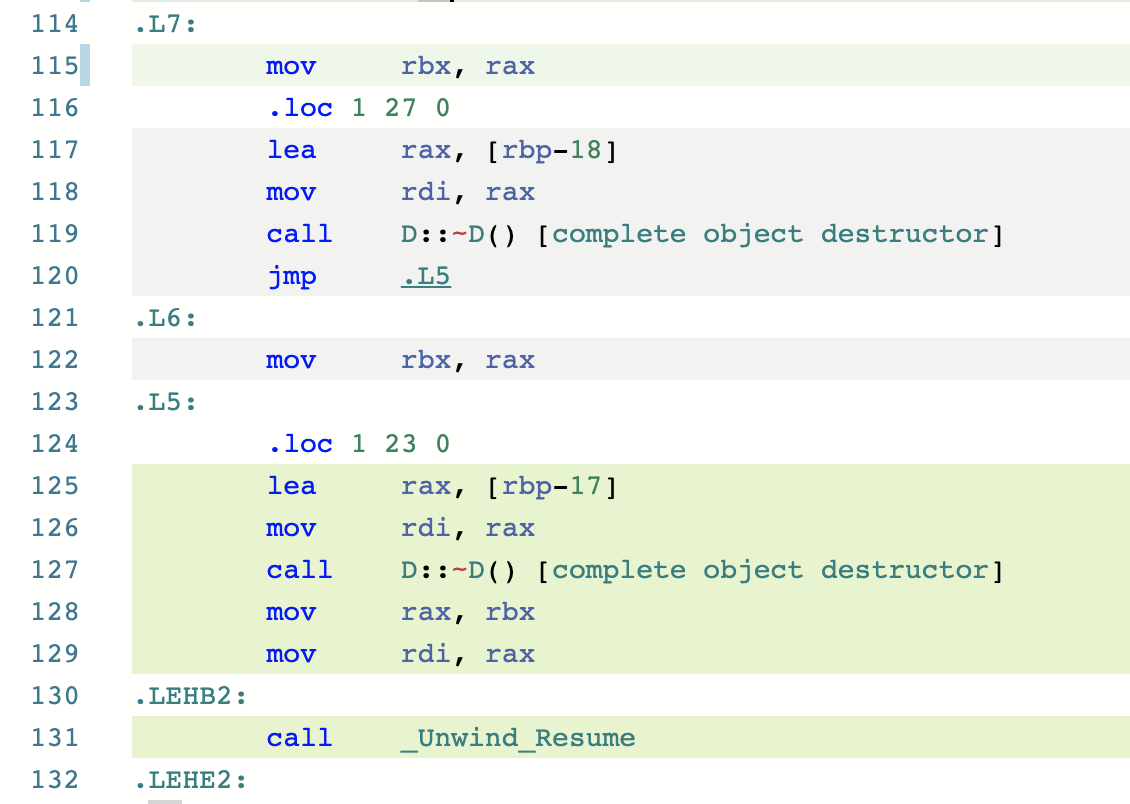 114 .L7:
115 mov rbx, rax
116 .loc 1 27 0
117 lea rax, [rbp-18]
118 mov rdi, rax
119 call D::~D() [complete object destructor]
120 jmp .L5
121 .L6:
122 mov rbx, rax
123 .L5:
124 .loc 1 23 0
125 lea rax, [rbp-17]
126 mov rdi, rax
127 call D::~D() [complete object destructor]
128 mov rax, rbx
129 mov rdi, rax
130 .LEHB2:
131 call _Unwind_Resume
132 .LEHE2: